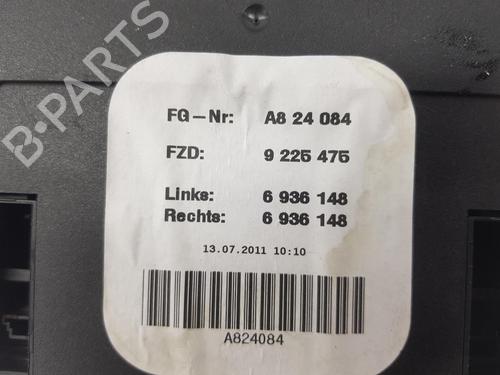 FG-Nr: A8 24 084
FZD: 9 225 475
Links: 6 936 148
Rechts: 6 936 148
13.07.2011 10:10
A824084
B-PARTS